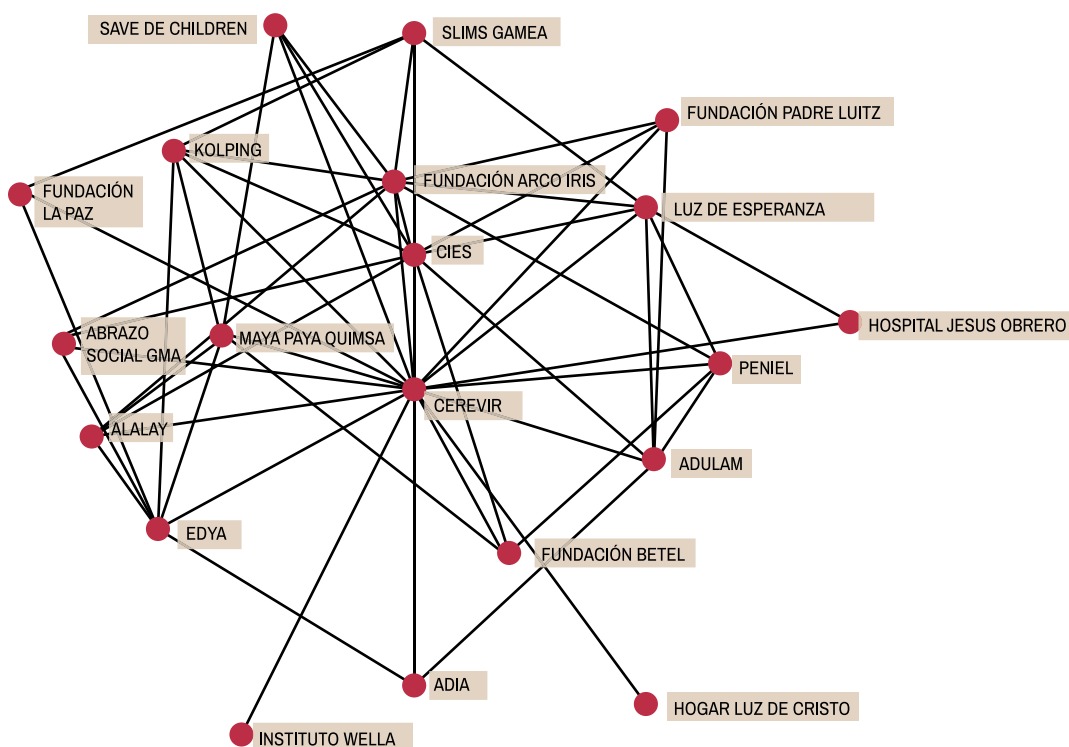 SAVE DE CHILDREN
SLIMS GAMEA
FUNDACIÓN PADRE LUITZ
KOLPING
FUNDACIÓN ARCO IRIS
FUNDACIÓN
LA PAZ
LUZ DE ESPERANZA
CIES
HOSPITAL JESUS OBRERO
ABRAZO
SOCIAL GMA
MAYA PAYA QUIMSA
PENIEL
CEREVIR
ALALAY
ADULAM
EDYA
FUNDACIÓN BETEL
ADIA
HOGAR LUZ DE CRISTO
INSTITUTO WELLA